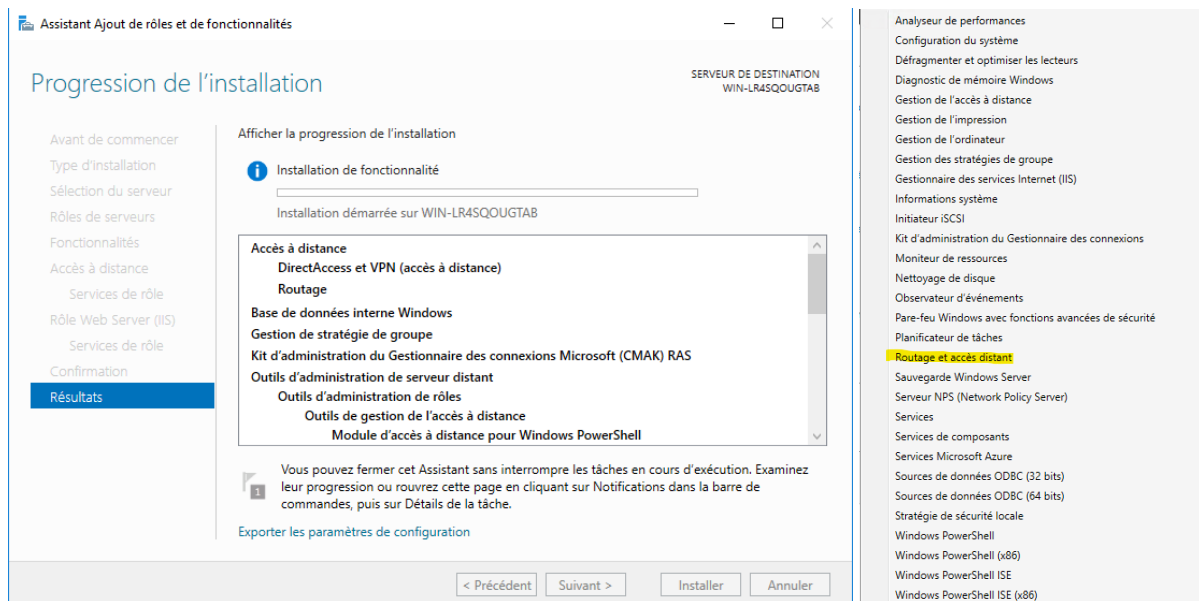 Assistant Ajout de rôles et de fonctionnalités
Progression de l'installation
SERVEUR DE DESTINATION
WIN-LR4SQOUGTAB
Avant de commencer
Type d'installation
Sélection du serveur
Rôles de serveurs
Fonctionnalités
Accès à distance
Services de rôle
Rôle Web Server (IIS)
Services de rôle
Confirmation
Résultats
Afficher la progression de l'installation
Installation de fonctionnalité
Installation démarrée sur WIN-LR4SQOUGTAB
Accès à distance
DirectAccess et VPN (accès à distance)
Routage
Base de données interne Windows
Gestion de stratégie de groupe
Kit d'administration du Gestionnaire des connexions Microsoft (CMAK) RAS
Outils d'administration de serveur distant
Outils d'administration de rôles
Outils de gestion de l'accès à distance
Module d'accès à distance pour Windows PowerShell
1
Vous pouvez fermer cet Assistant sans interrompre les tâches en cours d'exécution. Examinez
leur progression ou rouvrez cette page en cliquant sur Notifications dans la barre de
commandes, puis sur Détails de la tâche.
Exporter les paramètres de configuration
< Précédent
Suivant >
Installer
Annuler
Analyseur de performances
Configuration du système
Défragmenter et optimiser les lecteurs
Diagnostic de mémoire Windows
Gestion de l'accès à distance
Gestion de l'impression
Gestion de l'ordinateur
Gestion des stratégies de groupe
Gestionnaire des services Internet (IIS)
Informations système
Initiateur iSCSI
Kit d'administration du Gestionnaire des connexions
Moniteur de ressources
Nettoyage de disque
Observateur d'événements
Pare-feu Windows avec fonctions avancées de sécurité
Planificateur de tâches
Routage et accès distant
Sauvegarde Windows Server
Serveur NPS (Network Policy Server)
Services
Services de composants
Services Microsoft Azure
Sources de données ODBC (32 bits)
Sources de données ODBC (64 bits)
Stratégie de sécurité locale
Windows PowerShell
Windows PowerShell (x86)
Windows PowerShell ISE
Windows PowerShell ISE (x86)